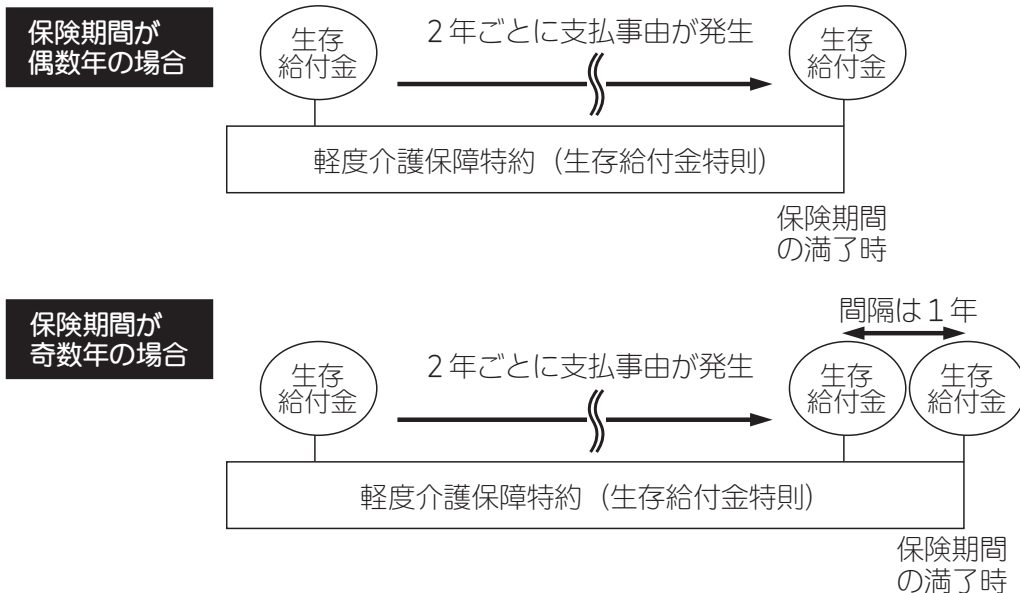 保険期間が
偶数年の場合
生存
給付金
2年ごとに支払事由が発生
生存
給付金
軽度介護保障特約（生存給付金特則）
保険期間
の満了時
保険期間が
奇数年の場合
間隔は1年
生存
給付金
2年ごとに支払事由が発生
生存
給付金
生存
給付金
軽度介護保障特約（生存給付金特則）
保険期間
の満了時